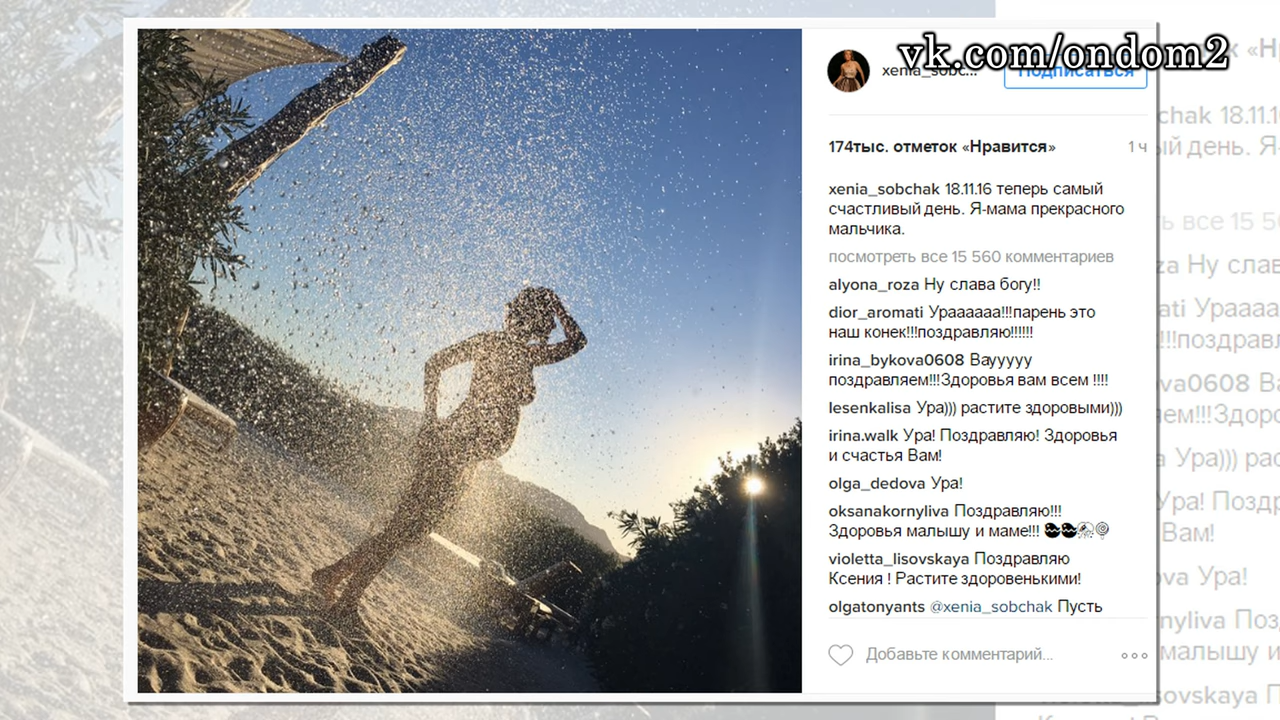 vk.com/ondom2
xenia_sobc...
Подписаться
174тыс. отметок «Нравится»
1 ч
xenia_sobchak 18.11.16 теперь самый
счастливый день. Я-мама прекрасного
мальчика.
посмотреть все 15 560 комментариев
alyona_roza Ну слава богу!!
dior_aromati Ураааааа!!!парень это
наш конек!!!поздравляю!!!!!!
irina_bykova0608 Вауууу
поздравляем!!!Здоровья вам всем !!!!
lesenkalisa Ура))) растите здоровыми)))
irina.walk Ура! Поздравляю! Здоровья
и счастья Вам!
olga_dedova Ура!
oksanakornyliva Поздравляю!!!
Здоровья малышу и маме!!!
violetta_lisovskaya Поздравляю
Ксения ! Растите здоровенькими!
olgatonyants @xenia_sobchak Пусть
Добавьте комментарий...